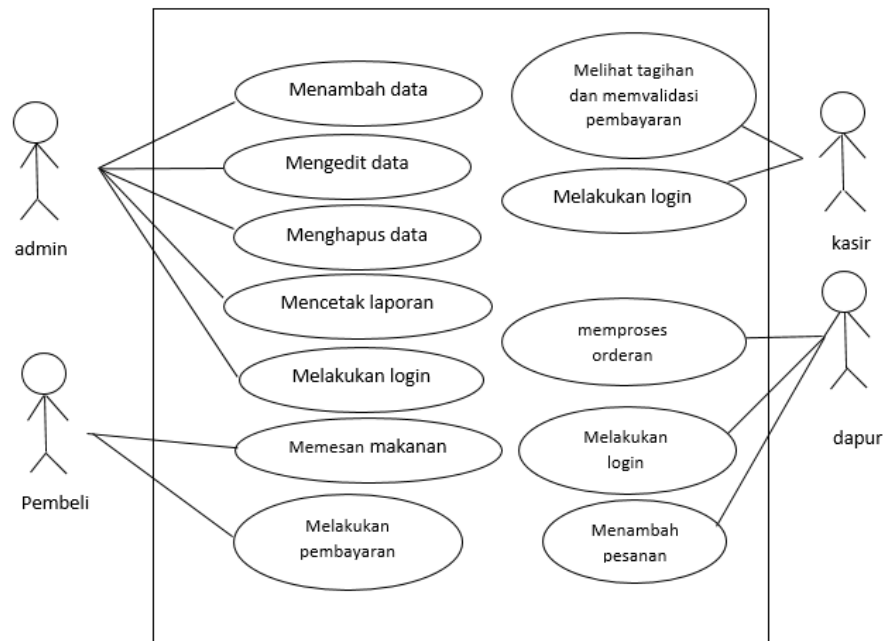 Menambah data
Mengedit data
Menghapus data
Mencetak laporan
Melakukan login
Memesan makanan
Melakukan
pembayaran
admin
Pembeli
Melihat tagihan
dan memvalidasi
pembayaran
Melakukan login
memproses
orderan
Melakukan
login
Menambah
pesanan
kasir
dapur